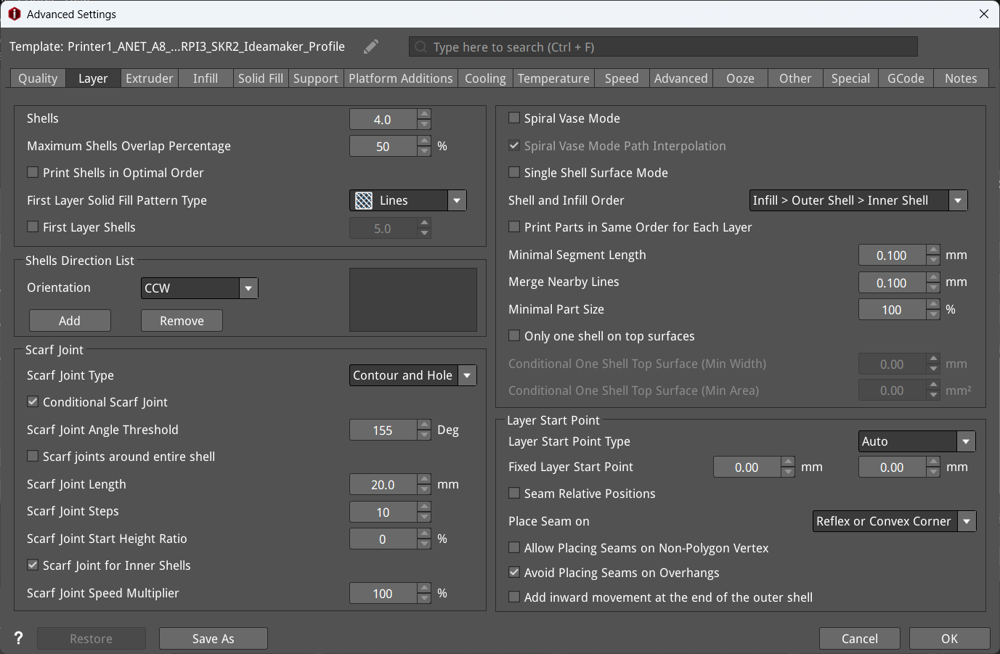 Advanced Settings
Template: Printer1_ANET_A8_...RPI3_SKR2_Ideamaker_Profile
Type here to search (Ctrl + F)
Quality Layer Extruder Infill Solid Fill Support Platform Additions Cooling Temperature Speed Advanced Ooze Other Special GCode Notes
Shells 4.0
Maximum Shells Overlap Percentage 50 %
Print Shells in Optimal Order
First Layer Solid Fill Pattern Type Lines
First Layer Shells 5.0
Shells Direction List
Orientation CCW
Add Remove
Scarf Joint
Scarf Joint Type Contour and Hole
Conditional Scarf Joint
Scarf Joint Angle Threshold 155 Deg
Scarf joints around entire shell
Scarf Joint Length 20.0 mm
Scarf Joint Steps 10
Scarf Joint Start Height Ratio 0 %
Scarf Joint for Inner Shells
Scarf Joint Speed Multiplier 100 %
Spiral Vase Mode
Spiral Vase Mode Path Interpolation
Single Shell Surface Mode
Shell and Infill Order Infill > Outer Shell > Inner Shell
Print Parts in Same Order for Each Layer
Minimal Segment Length 0.100 mm
Merge Nearby Lines 0.100 mm
Minimal Part Size 100 %
Only one shell on top surfaces
Conditional One Shell Top Surface (Min Width) 0.00 mm
Conditional One Shell Top Surface (Min Area) 0.00 mm²
Layer Start Point
Layer Start Point Type Auto
Fixed Layer Start Point 0.00 mm 0.00 mm
Seam Relative Positions
Place Seam on Reflex or Convex Corner
Allow Placing Seams on Non-Polygon Vertex
Avoid Placing Seams on Overhangs
Add inward movement at the end of the outer shell
? Restore Save As Cancel OK